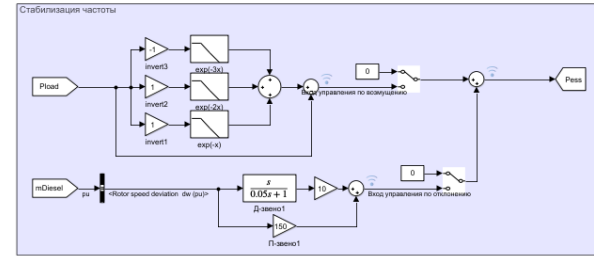 Стабилизация частоты
-1
invert3
exp(-3x)
Pload
1
invert2
exp(-2x)
1
invert1
exp(-x)
0
Вход управления по возмущению
Pess
mDiesel
pu
<Rotor speed deviation dw (pu)>
s
0.05s + 1
Д-звено1
10
0
Вход управления по отклонению
150
П-звено1